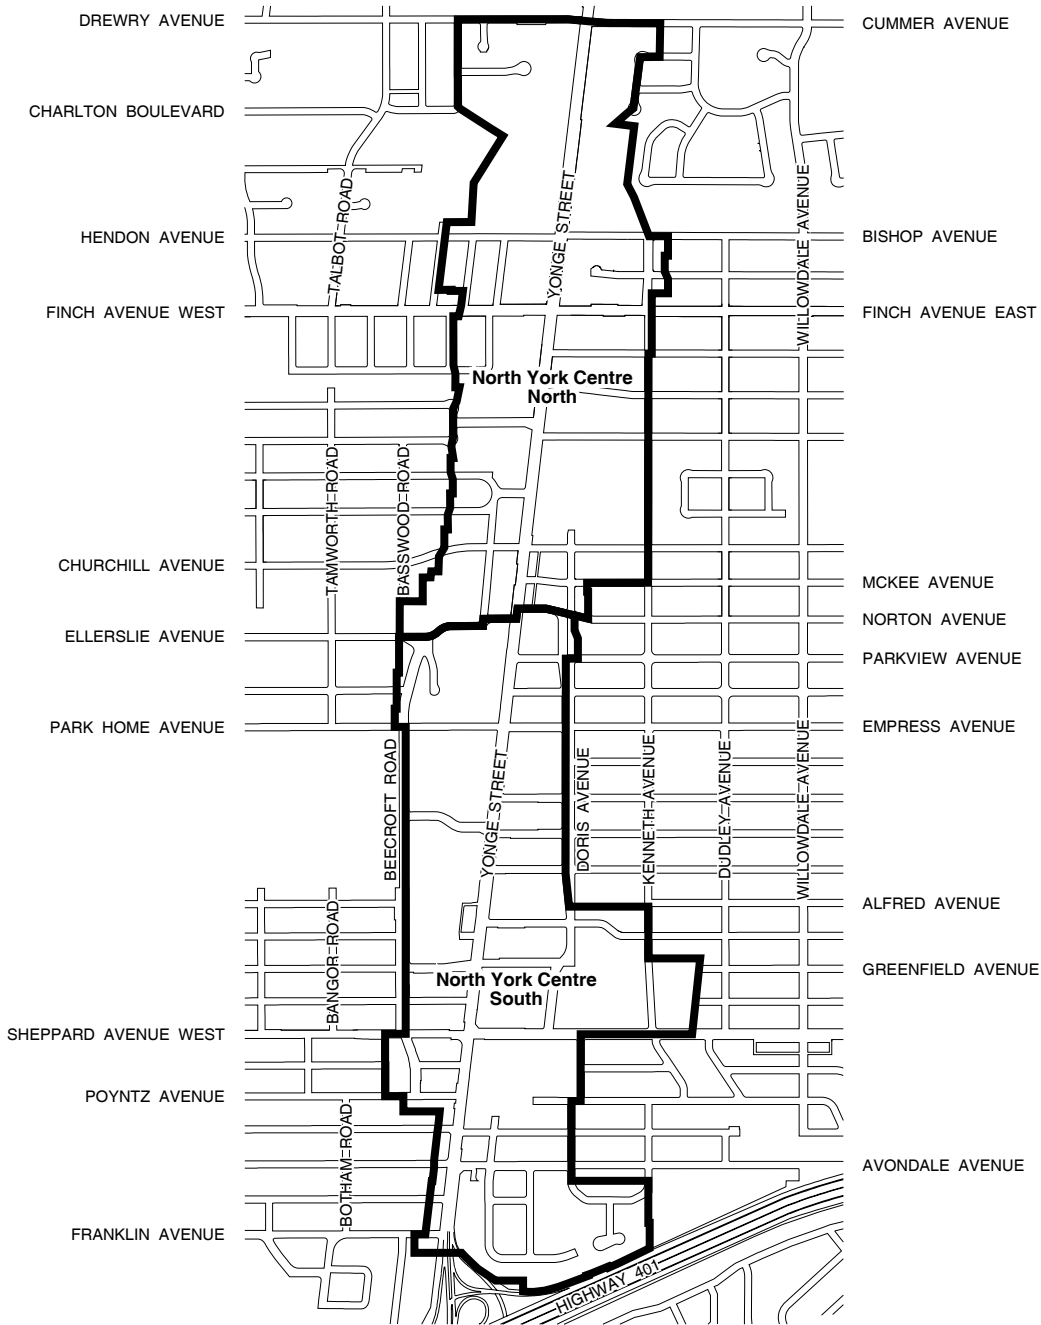 DREWRY AVENUE
CUMMER AVENUE
CHARLTON BOULEVARD
TALBOT ROAD
YONGE STREET
WILLOWDALE AVENUE
HENDON AVENUE
BISHOP AVENUE
FINCH AVENUE WEST
FINCH AVENUE EAST
North York Centre
North
TAMWORTH ROAD
BASSWOOD ROAD
CHURCHILL AVENUE
MCKEE AVENUE
NORTON AVENUE
ELLERSLIE AVENUE
PARKVIEW AVENUE
PARK HOME AVENUE
EMPRESS AVENUE
BEECROFT ROAD
YONGE STREET
DORIS AVENUE
KENNETH AVENUE
DUDLEY AVENUE
WILLOWDALE AVENUE
ALFRED AVENUE
BANGOR ROAD
GREENFIELD AVENUE
North York Centre
South
SHEPPARD AVENUE WEST
POYNTZ AVENUE
BOTHAM ROAD
AVONDALE AVENUE
FRANKLIN AVENUE
HIGHWAY 401